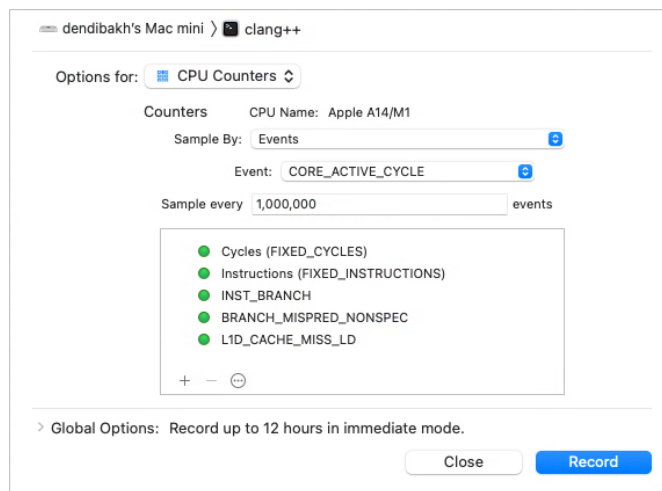 dendibakh's Mac mini 〉 clang++
Options for: CPU Counters
Counters CPU Name: Apple A14/M1
Sample By: Events
Event: CORE_ACTIVE_CYCLE
Sample every 1,000,000 events
Cycles (FIXED_CYCLES)
Instructions (FIXED_INSTRUCTIONS)
INST_BRANCH
BRANCH_MISPRED_NONSPEC
L1D_CACHE_MISS_LD
Global Options: Record up to 12 hours in immediate mode.
Close Record